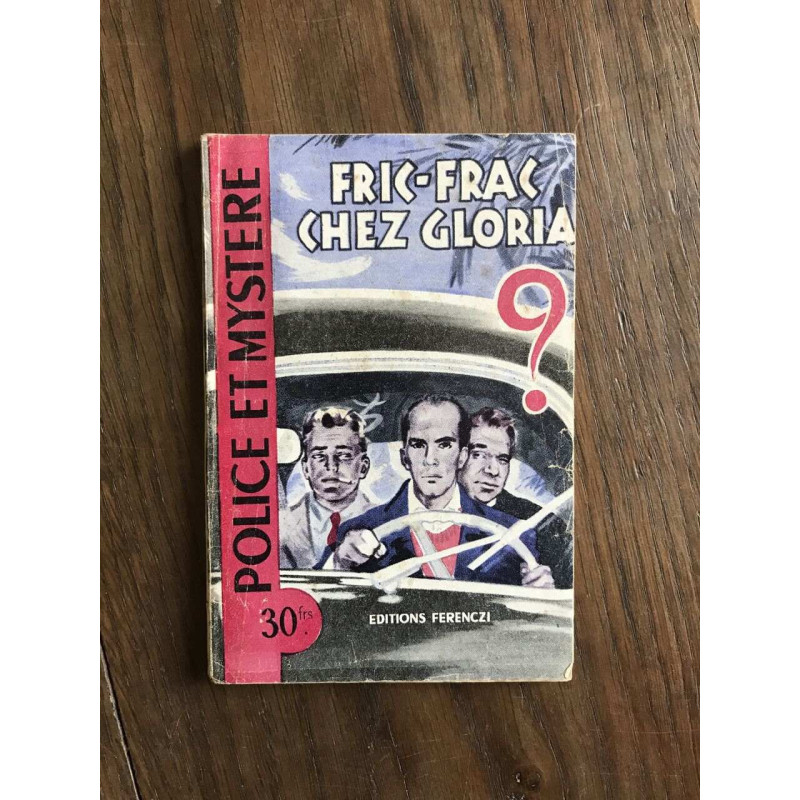 POLICE ET MYSTERE
FRIC-FRAC
CHEZ GLORIA
?
30 frs
EDITIONS FERENCZI